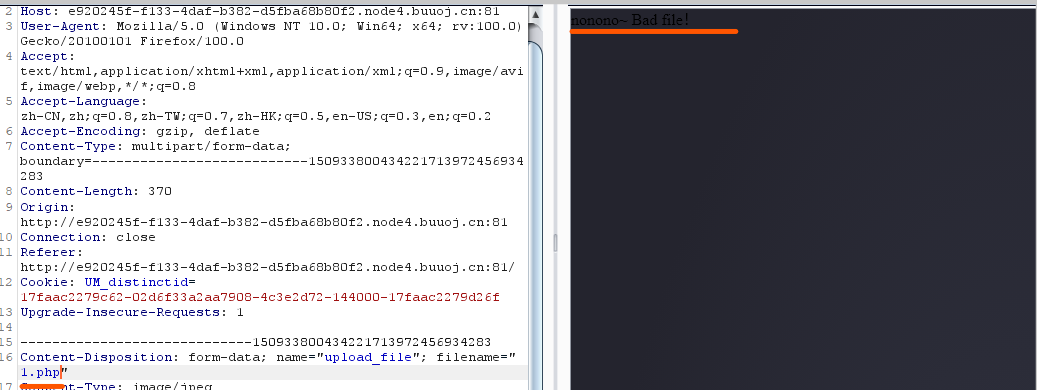 2 Host: e920245f-f133-4daf-b382-d5fba68b80f2.node4.buuoj.cn:81
3 User-Agent: Mozilla/5.0 (Windows NT 10.0; Win64; x64; rv:100.0)
Gecko/20100101 Firefox/100.0
4 Accept:
text/html,application/xhtml+xml,application/xml;q=0.9,image/avi
f,image/webp,*/*;q=0.8
5 Accept-Language:
zh-CN,zh;q=0.8,zh-TW;q=0.7,zh-HK;q=0.5,en-US;q=0.3,en;q=0.2
6 Accept-Encoding: gzip, deflate
7 Content-Type: multipart/form-data;
boundary=---------------------------150933800434221713972456934
283
8 Content-Length: 370
9 Origin:
http://e920245f-f133-4daf-b382-d5fba68b80f2.node4.buuoj.cn:81
10 Connection: close
11 Referer:
http://e920245f-f133-4daf-b382-d5fba68b80f2.node4.buuoj.cn:81/
12 Cookie: UM_distinctid=
17faac2279c62-02d6f33a2aa7908-4c3e2d72-144000-17faac2279d26f
13 Upgrade-Insecure-Requests: 1
14
15 -----------------------------150933800434221713972456934283
16 Content-Disposition: form-data; name="upload_file"; filename="
1.php"
17 Content-Type: image/jpeg
nonono~ Bad file!